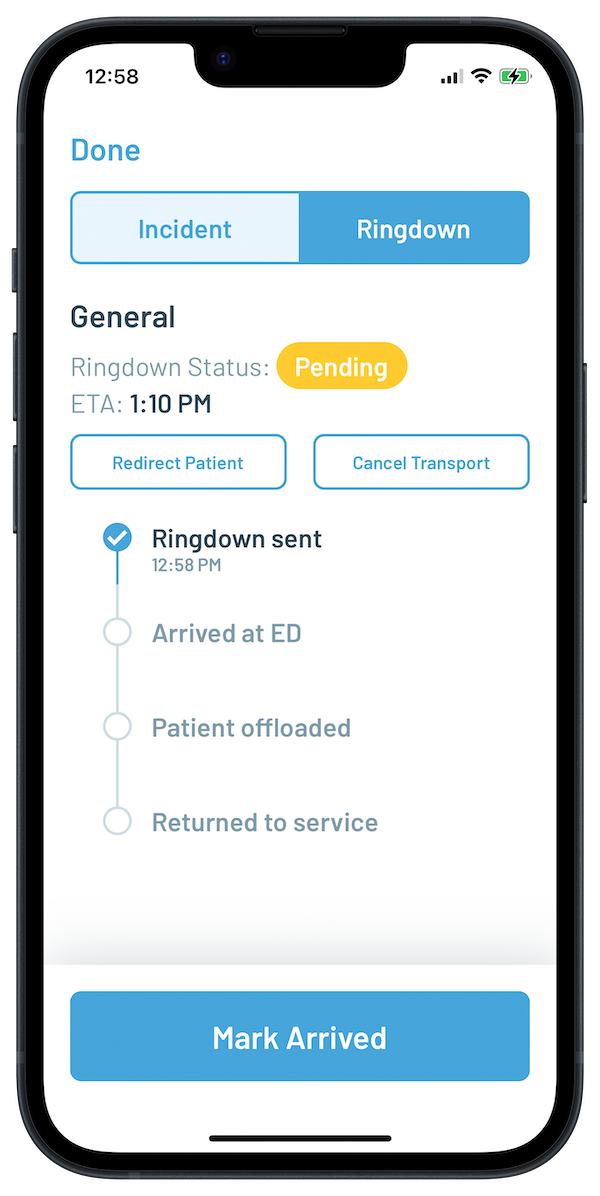 12:58
Done
Incident Ringdown
General
Ringdown Status: Pending
ETA: 1:10 PM
Redirect Patient Cancel Transport
Ringdown sent
12:58 PM
Arrived at ED
Patient offloaded
Returned to service
Mark Arrived